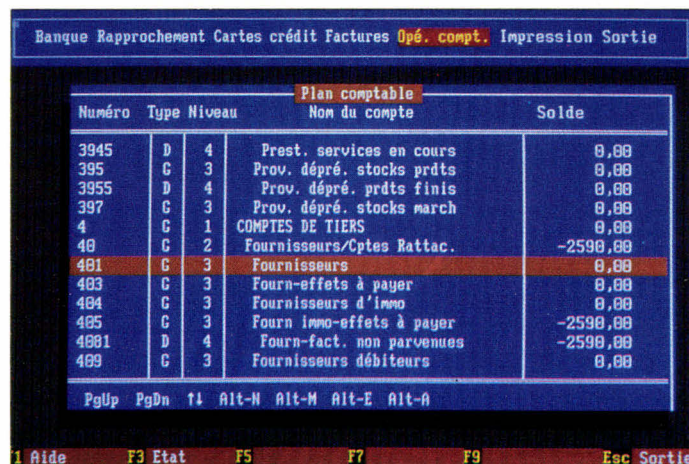 Banque Rapprochement Cartes crédit Factures Opé. compt. Impression Sortie
Plan comptable
Numéro Type Niveau Nom du compte Solde
3945 D 4 Prest. services en cours 0,00
395 G 3 Prov. dépré. stocks prdts 0,00
3955 D 4 Prov. dépré. prdts finis 0,00
397 G 3 Prov. dépré. stocks march 0,00
4 G 1 COMPTES DE TIERS 0,00
40 G 2 Fournisseurs/Cptes Rattac. -2590,00
401 G 3 Fournisseurs 0,00
403 G 3 Fourn-effets à payer 0,00
404 G 3 Fournisseurs d'immo 0,00
405 G 3 Fourn immo-effets à payer -2590,00
4081 D 4 Fourn-fact. non parvenues -2590,00
409 G 3 Fournisseurs débiteurs 0,00
PgUp PgDn ↑↓ Alt-N Alt-M Alt-E Alt-A
F1 Aide F3 Etat F5 F7 F9 Esc Sortie